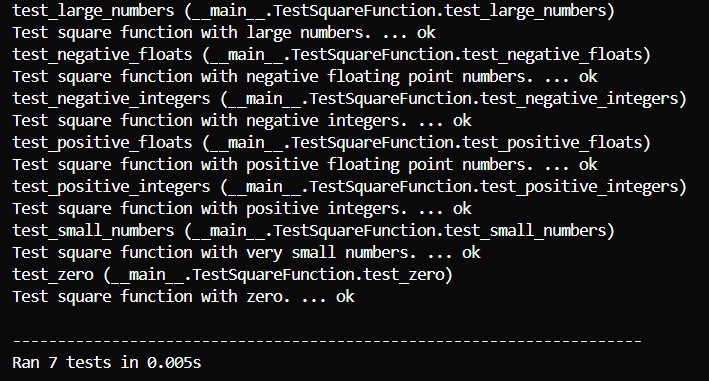 test_large_numbers (__main__.TestSquareFunction.test_large_numbers)
Test square function with large numbers. ... ok
test_negative_floats (__main__.TestSquareFunction.test_negative_floats)
Test square function with negative floating point numbers. ... ok
test_negative_integers (__main__.TestSquareFunction.test_negative_integers)
Test square function with negative integers. ... ok
test_positive_floats (__main__.TestSquareFunction.test_positive_floats)
Test square function with positive floating point numbers. ... ok
test_positive_integers (__main__.TestSquareFunction.test_positive_integers)
Test square function with positive integers. ... ok
test_small_numbers (__main__.TestSquareFunction.test_small_numbers)
Test square function with very small numbers. ... ok
test_zero (__main__.TestSquareFunction.test_zero)
Test square function with zero. ... ok

----------------------------------------------------------------------
Ran 7 tests in 0.005s